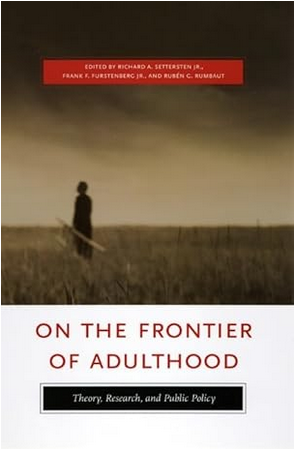 EDITED BY RICHARD A. SETTERSTEN JR.,
FRANK F. FURSTENBERG JR., AND RUBÉN G. RUMBAUT
ON THE FRONTIER
OF ADULTHOOD
Theory, Research, and Public Policy